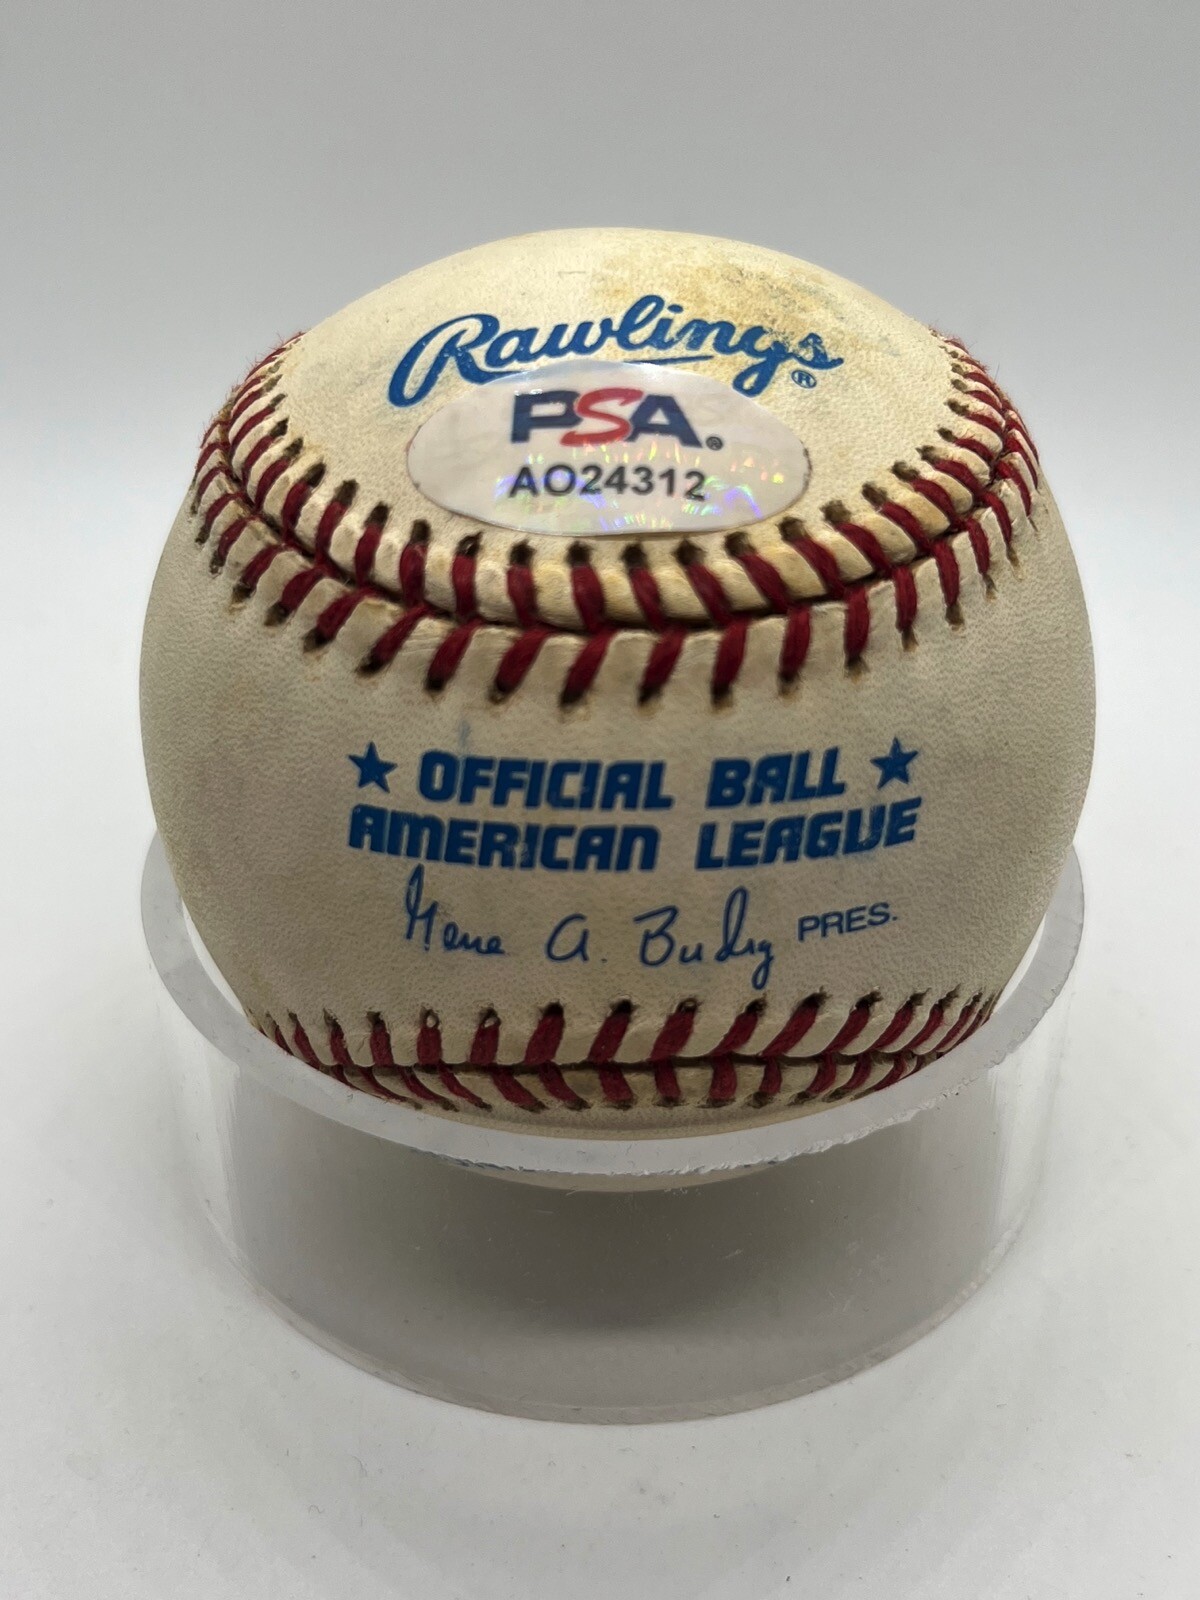 Rawlings®
PSA®
AO24312
★ OFFICIAL BALL ★
AMERICAN LEAGUE
Gene A. Budig PRES.